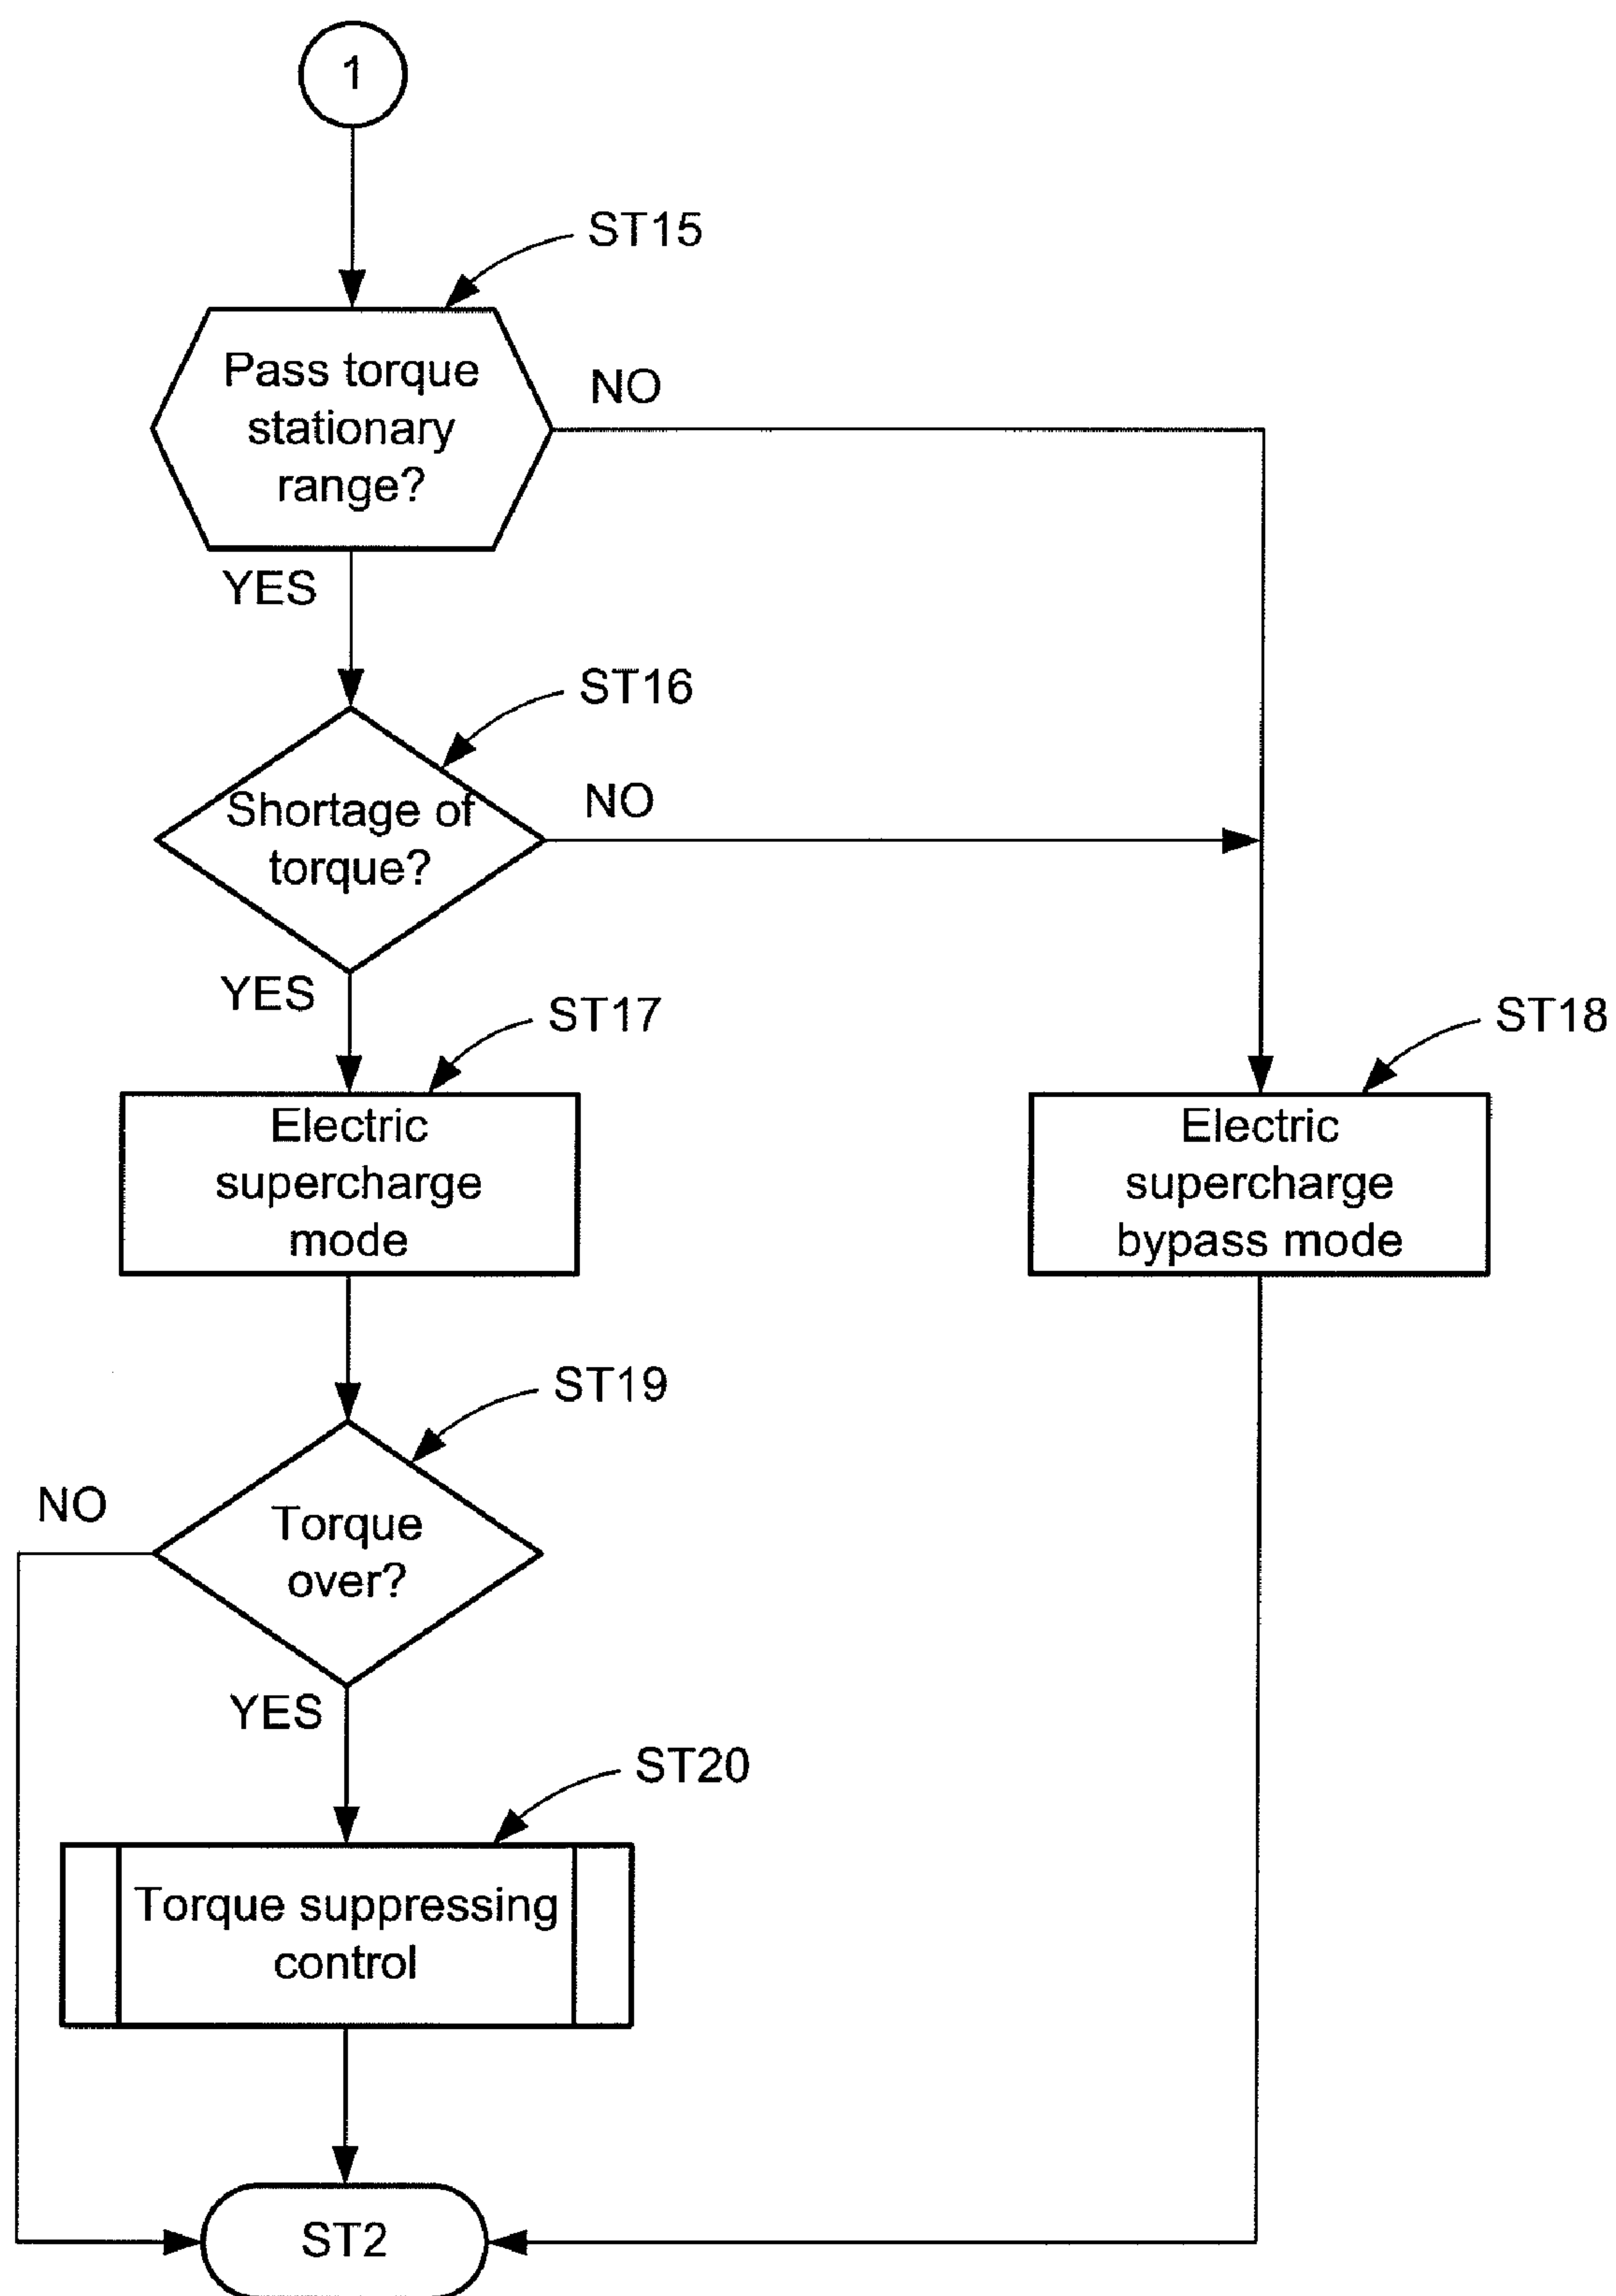 1
ST15
Pass torque
stationary
range?
NO
YES
ST16
Shortage of
torque?
NO
YES
ST17
ST18
Electric
supercharge
mode
Electric
supercharge
bypass mode
ST19
NO
Torque
over?
YES
ST20
Torque suppressing
control
ST2